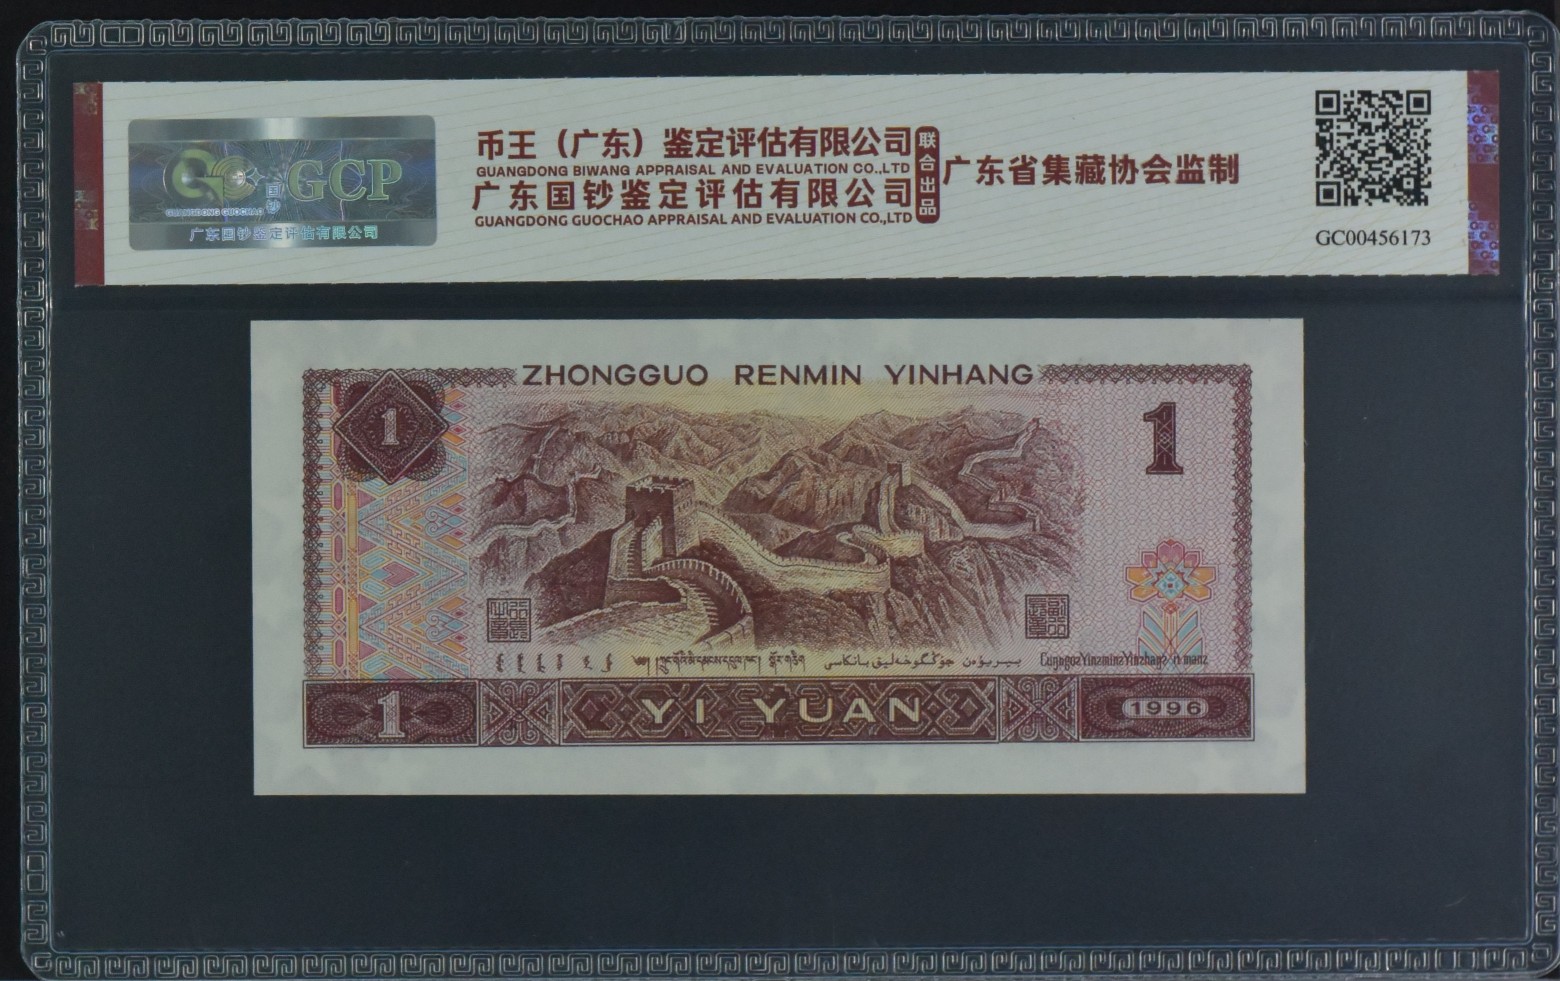 币王（广东）鉴定评估有限公司
GUANGDONG BIWANG APPRAISAL AND EVALUATION CO.,LTD
广东国钞鉴定评估有限公司
GUANGDONG GUOCHAO APPRAISAL AND EVALUATION CO.,LTD
联合出品
广东省集藏协会监制
GCP
国钞
GUANGDONG GUOCHAO
广东国钞鉴定评估有限公司
GC00456173
ZHONGGUO RENMIN YINHANG
1
1
1
YI YUAN
1996